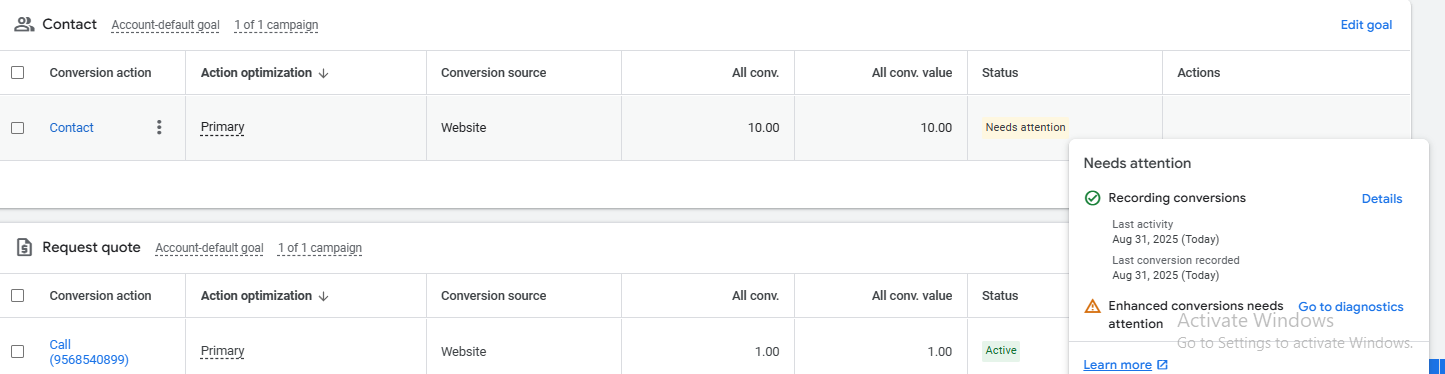 Contact Account-default goal 1 of 1 campaign Edit goal
Conversion action Action optimization Conversion source All conv. All conv. value Status Actions
Contact Primary Website 10.00 10.00 Needs attention
Needs attention
Recording conversions Details
Last activity
Aug 31, 2025 (Today)
Last conversion recorded
Aug 31, 2025 (Today)
Enhanced conversions needs attention Go to diagnostics
Learn more
Request quote Account-default goal 1 of 1 campaign
Conversion action Action optimization Conversion source All conv. All conv. value Status
Call
(9568540899) Primary Website 1.00 1.00 Active
Activate Windows
Go to Settings to activate Windows.